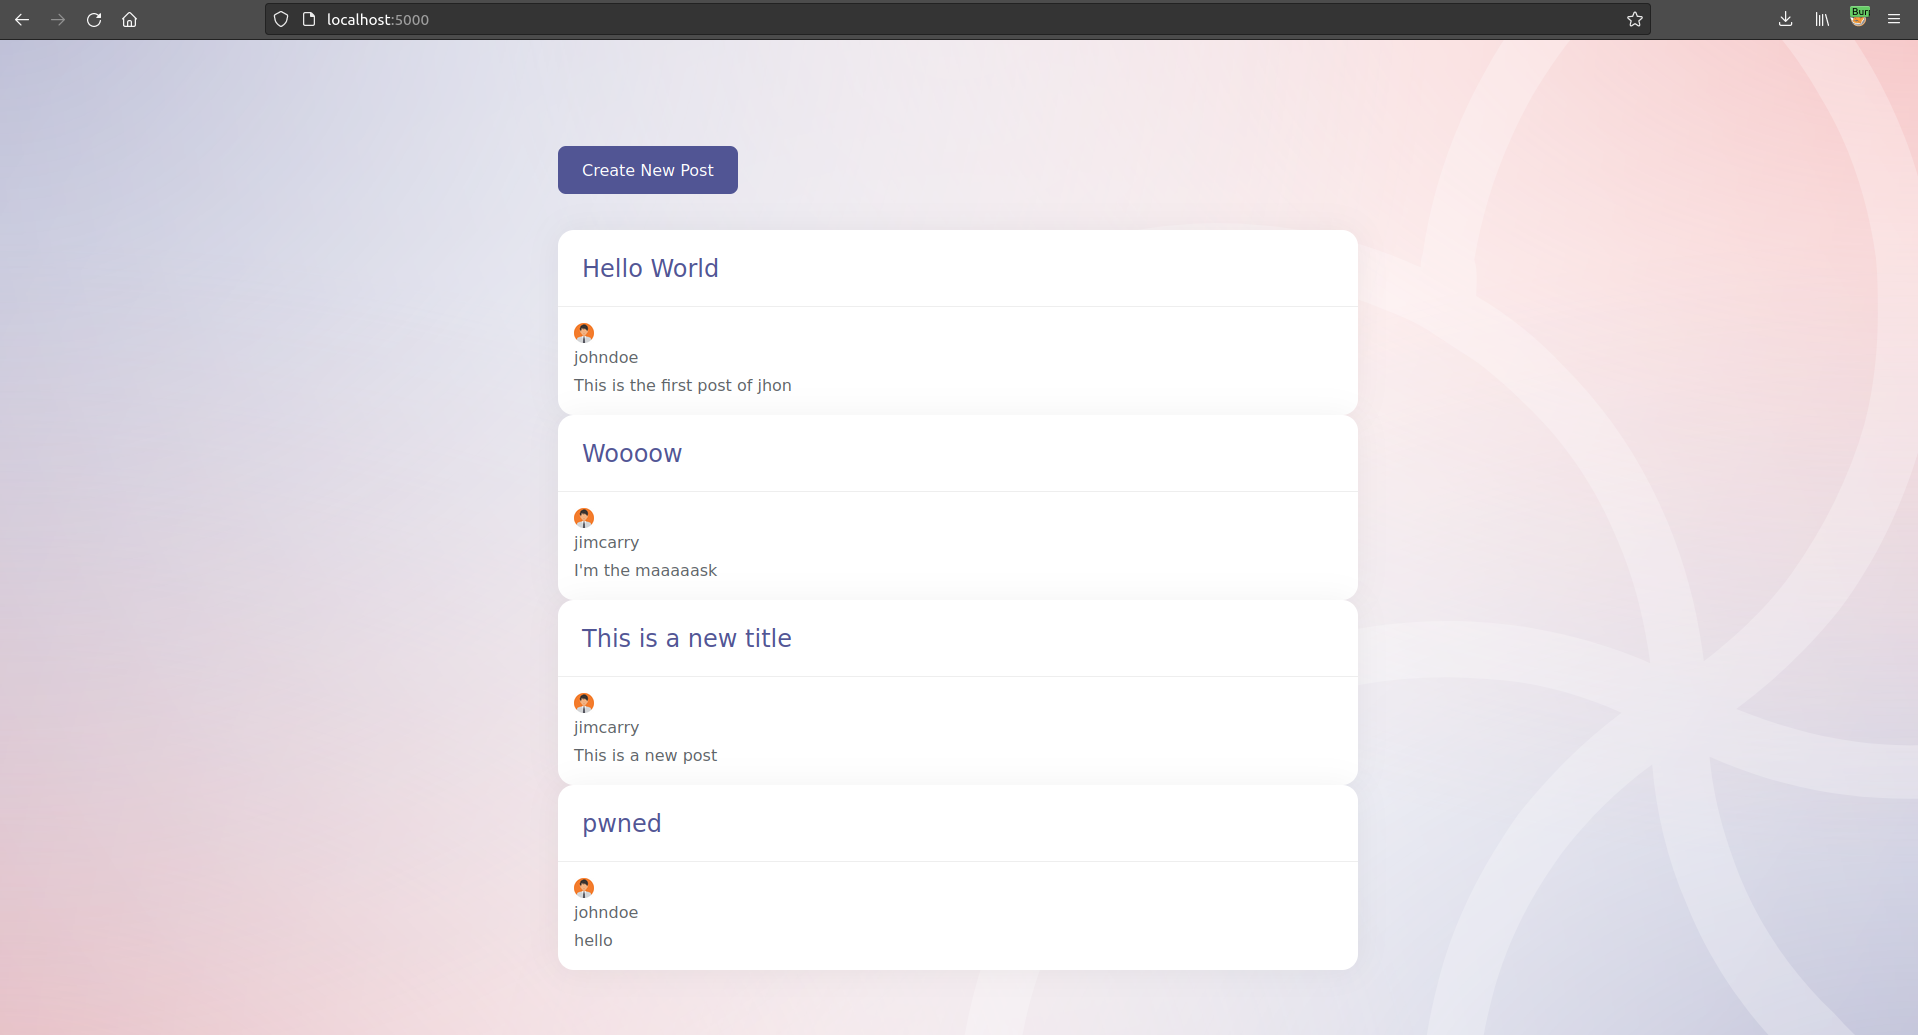 localhost:5000
Create New Post
Hello World
johndoe
This is the first post of jhon
Woooow
jimcarry
I'm the maaaaask
This is a new title
jimcarry
This is a new post
pwned
johndoe
hello